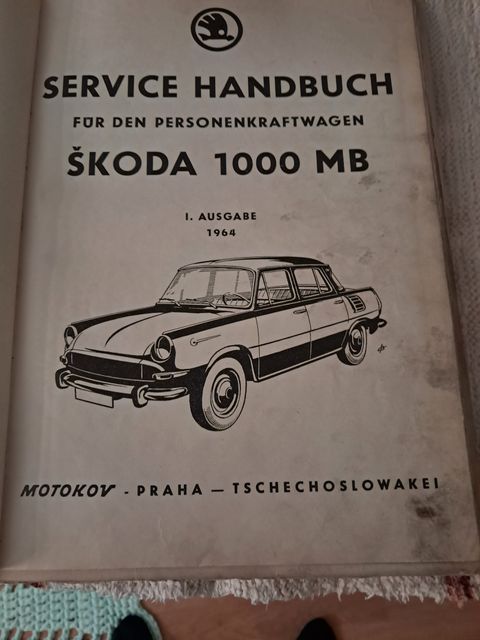 SERVICE HANDBUCH
FÜR DEN PERSONENKRAFTWAGEN
ŠKODA 1000 MB
I. AUSGABE
1964
MOTOKOV - PRAHA — TSCHECHOSLOWAKEI